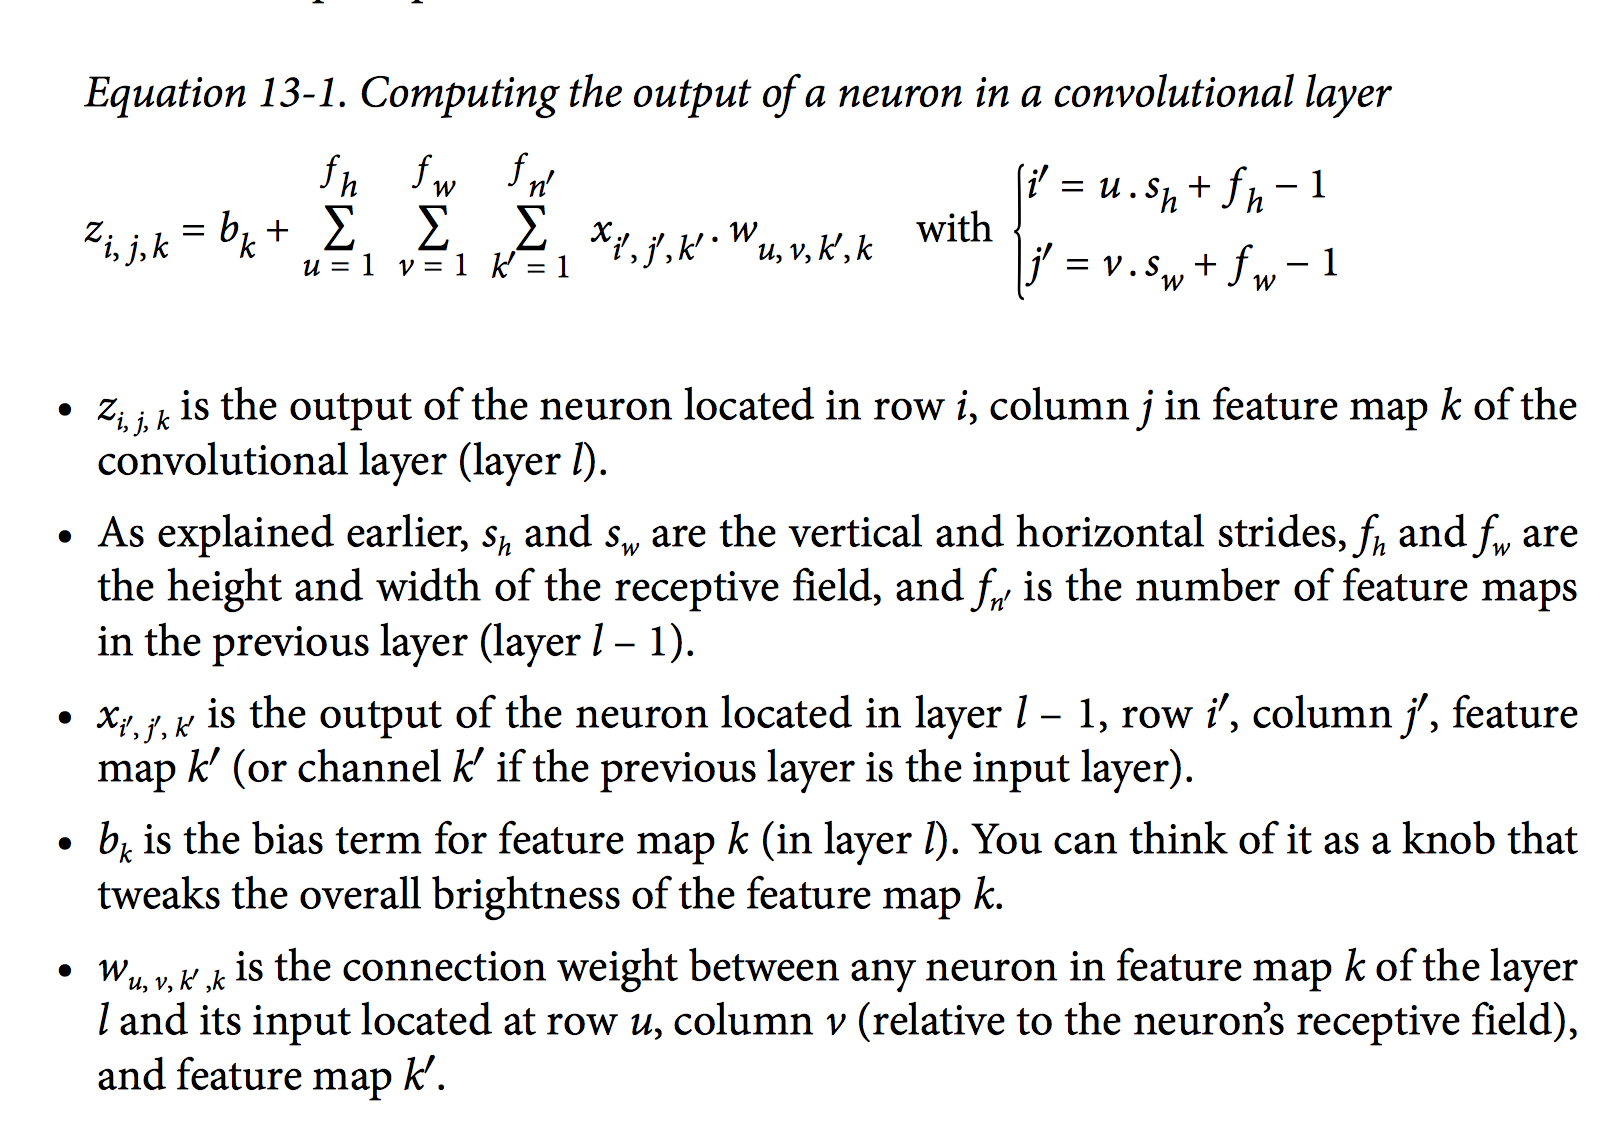 Equation 13-1. Computing the output of a neuron in a convolutional layer
z_{i, j, k} = b_k + \sum_{u = 1}^{f_h} \sum_{v = 1}^{f_w} \sum_{k′ = 1}^{f_{n′}} x_{i′, j′, k′} . w_{u, v, k′, k} with { i′ = u . s_h + f_h − 1
j′ = v . s_w + f_w − 1
• z_{i, j, k} is the output of the neuron located in row i, column j in feature map k of the
convolutional layer (layer l).
• As explained earlier, s_h and s_w are the vertical and horizontal strides, f_h and f_w are
the height and width of the receptive field, and f_{n′} is the number of feature maps
in the previous layer (layer l – 1).
• x_{i′, j′, k′} is the output of the neuron located in layer l – 1, row i′, column j′, feature
map k′ (or channel k′ if the previous layer is the input layer).
• b_k is the bias term for feature map k (in layer l). You can think of it as a knob that
tweaks the overall brightness of the feature map k.
• w_{u, v, k′ ,k} is the connection weight between any neuron in feature map k of the layer
l and its input located at row u, column v (relative to the neuron’s receptive field),
and feature map k′.